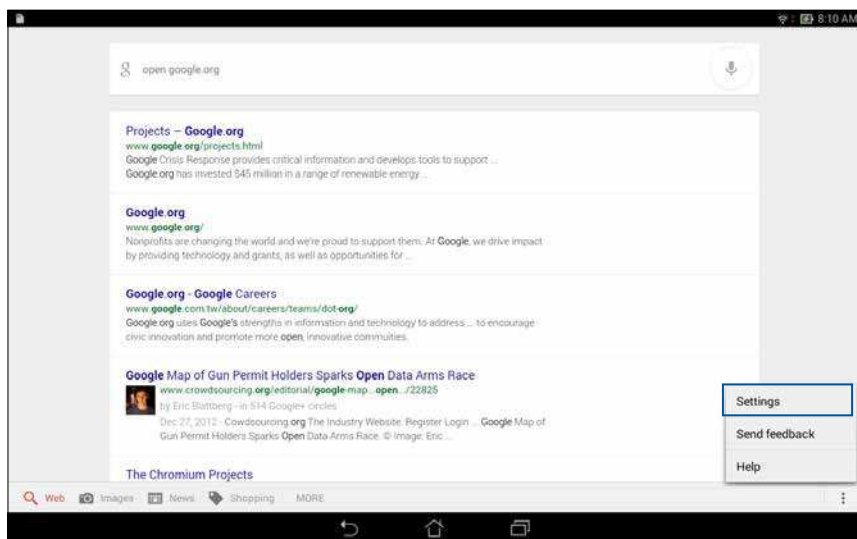 8:10 AM
g open google.org
Projects – Google.org
www.google.org/projects.html
Google Crisis Response provides critical information and develops tools to support ...
Google.org has invested $45 million in a range of renewable energy ...
Google.org
www.google.org/
Nonprofits are changing the world and we're proud to support them. At Google, we drive impact
by providing technology and grants, as well as opportunities for ...
Google.org - Google Careers
www.google.com.tw/about/careers/teams/dot-org/
Google.org uses Google's strengths in information and technology to address ... to encourage
civic innovation and promote more open, innovative commuities.
Google Map of Gun Permit Holders Sparks Open Data Arms Race
www.crowdsourcing.org/editorial/google-map...open.../22825
by Eric Blattberg - in 514 Google+ circles
Dec 27, 2012 - Cowdsourcing.org The Industry Website. Register Login ... Google Map of
Gun Permit Holders Sparks Open Data Arms Race. © Image: Eric ...
The Chromium Projects
Settings
Send feedback
Help
Web Images News Shopping MORE